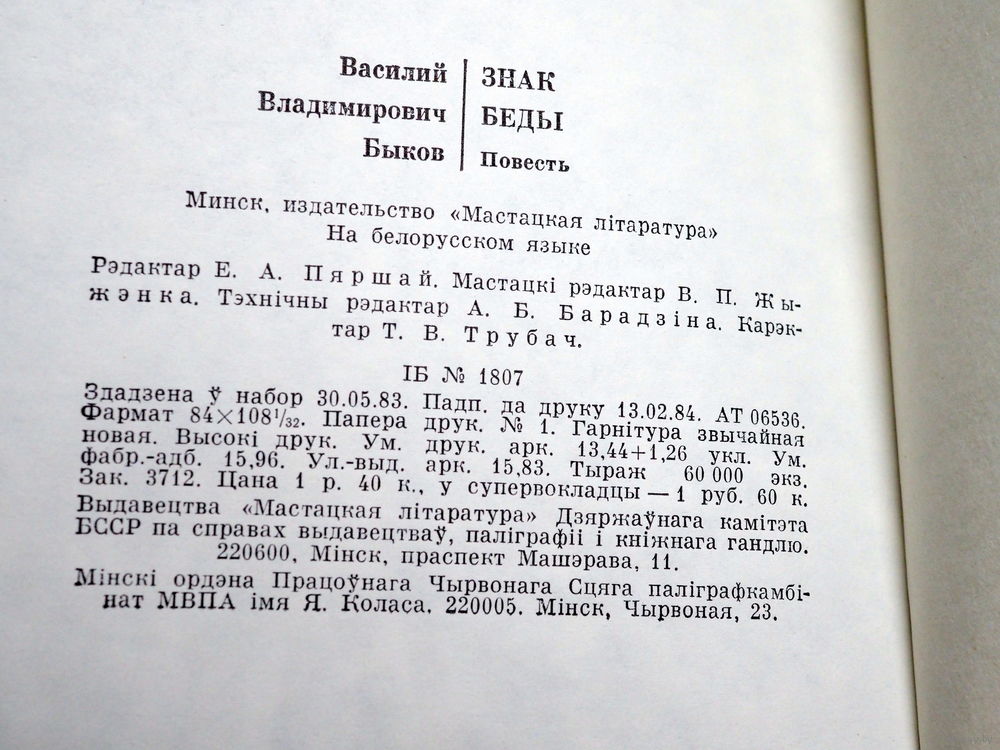 Василий
Владимирович
Быков
ЗНАК
БЕДЫ
Повесть
Минск, издательство «Мастацкая літаратура»
На белорусском языке
Рэдактар Е. А. Пяршай. Мастацкі рэдактар В. П. Жы-
жэнка. Тэхнічны рэдактар А. Б. Барадзіна. Карэк-
тар Т. В. Трубач.
ІБ № 1807
Здадзена ў набор 30.05.83. Падп. да друку 13.02.84. АТ 06536.
Фармат 84×108¹/₃₂. Папера друк. № 1. Гарнітура звычайная
новая. Высокі друк. Ум. друк. арк. 13,44+1,26 укл. Ум.
фабр.-адб. 15,96. Ул.-выд. арк. 15,83. Тыраж 60 000 экз.
Зак. 3712. Цана 1 р. 40 к., у супервокладцы — 1 руб. 60 к.
Выдавецтва «Мастацкая літаратура» Дзяржаўнага камітэта
БССР па справах выдавецтваў, паліграфіі і кніжнага гандлю.
220600, Мінск, праспект Машэрава, 11.
Мінскі ордэна Працоўнага Чырвонага Сцяга паліграфкамбі-
нат МВПА імя Я. Коласа. 220005. Мінск, Чырвоная, 23.